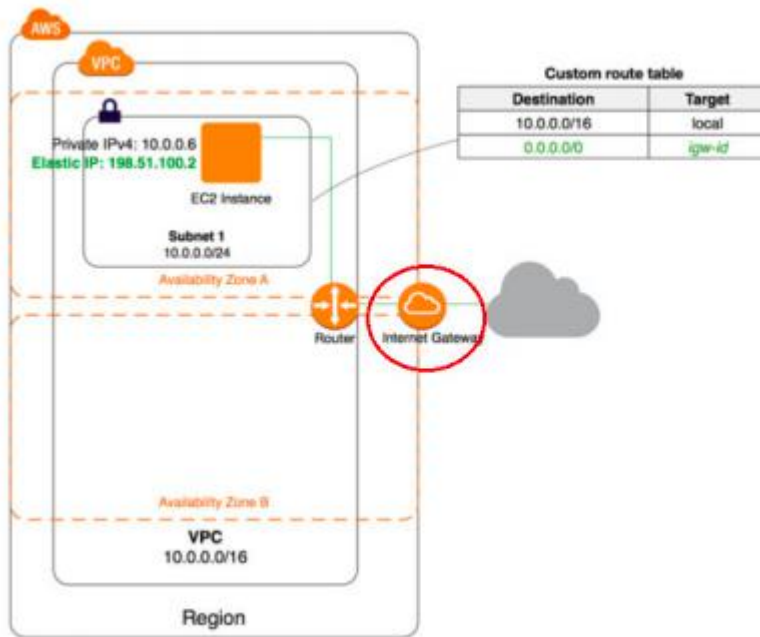 AWS
VPC
Custom route table
Destination Target
10.0.0.0/16 local
0.0.0.0/0 igw-id
Private IPv4: 10.0.0.6
Elastic IP: 198.51.100.2
EC2 Instance
Subnet 1
10.0.0.0/24
Availability Zone A
Router
Internet Gateway
Availability Zone B
VPC
10.0.0.0/16
Region